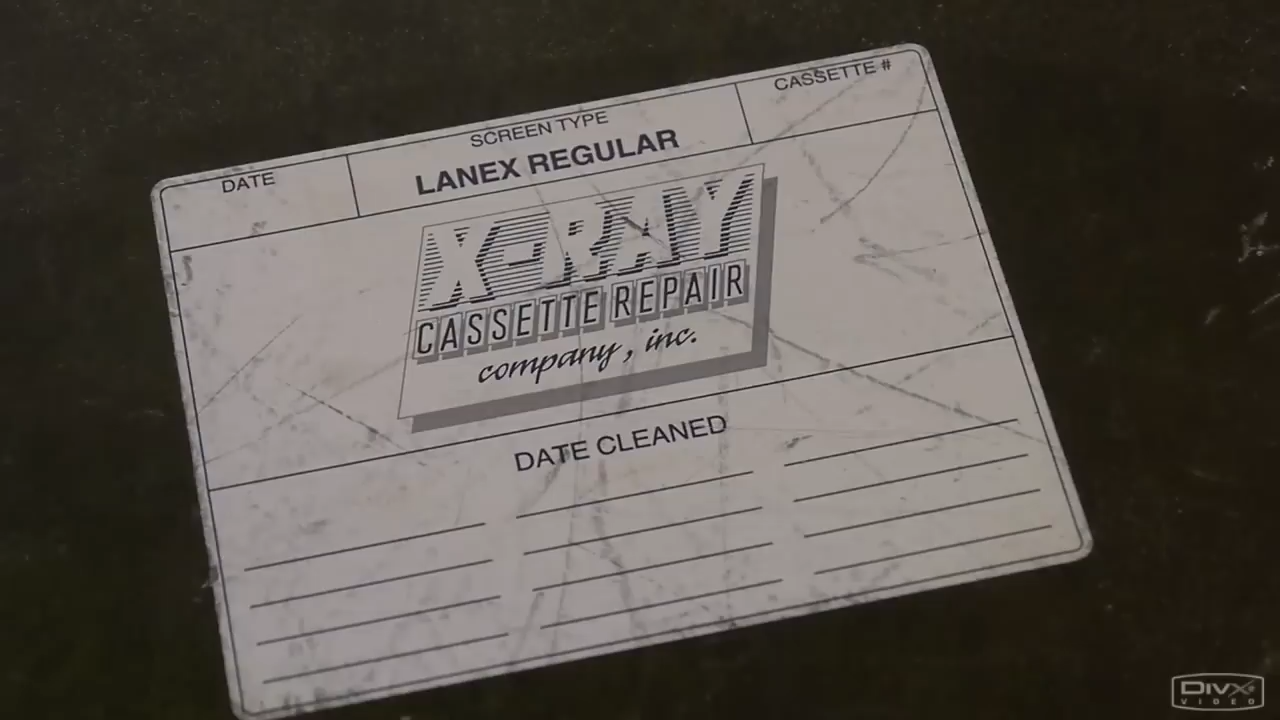 DATE
SCREEN TYPE
CASSETTE #
LANEX REGULAR
X-RAY
CASSETTE REPAIR
company, inc.
DATE CLEANED
DIVX
VIDEO